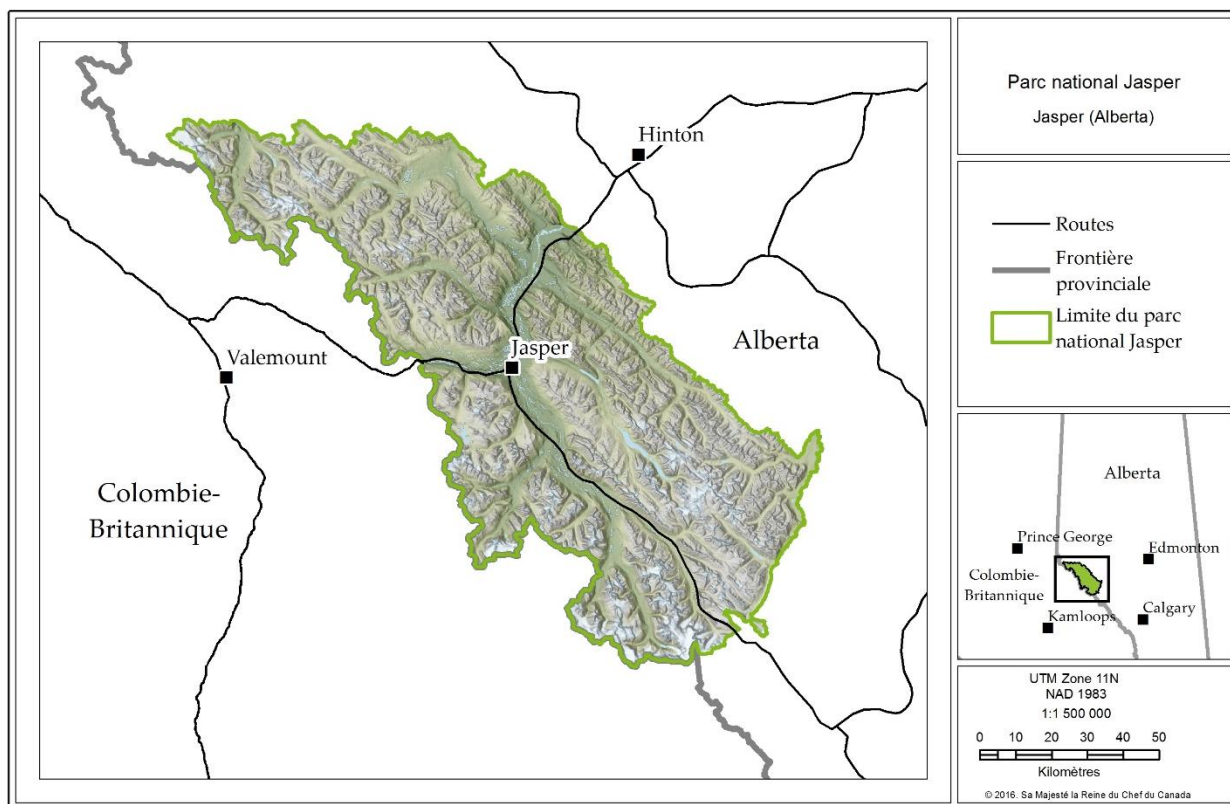 Parc national Jasper
Jasper (Alberta)
Hinton
Jasper
Valemount
Alberta
Colombie-
Britannique
Routes
Frontière
provinciale
Limite du parc
national Jasper
Alberta
Prince George
Edmonton
Colombie-
Britannique
Kamloops
Calgary
UTM Zone 11N
NAD 1983
1:1 500 000
0 10 20 30 40 50
Kilomètres
© 2016. Sa Majesté la Reine du Chef du Canada